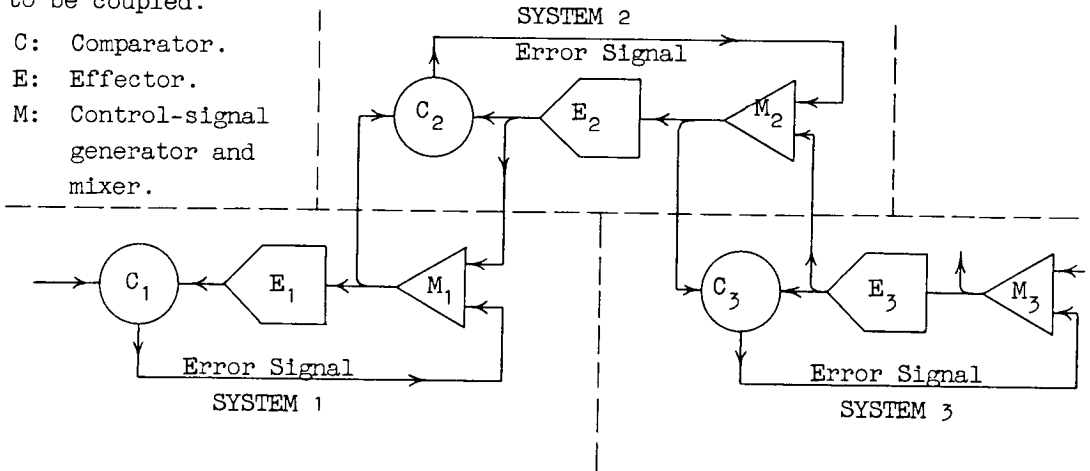 to be coupled.
C: Comparator.
E: Effector.
M: Control-signal
generator and
mixer.
SYSTEM 2
Error Signal
C2
E2
M2
C1
E1
M1
Error Signal
SYSTEM 1
C3
E3
M3
Error Signal
SYSTEM 3